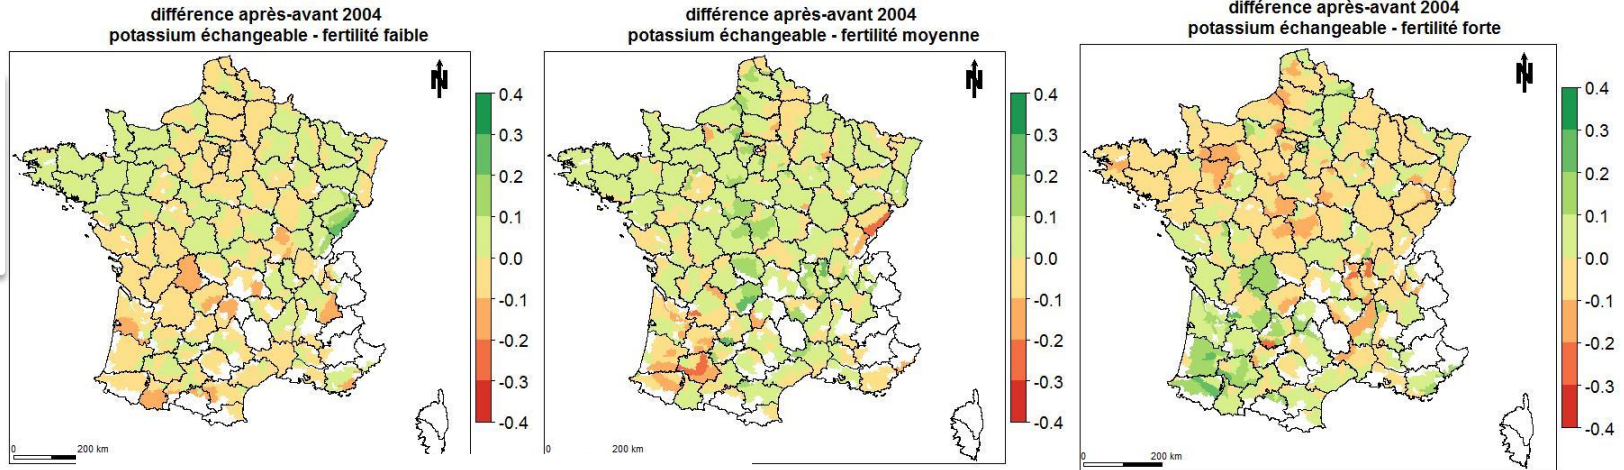 différence après-avant 2004
potassium échangeable - fertilité faible
N
0.4
0.3
0.2
0.1
0.0
-0.1
-0.2
-0.3
-0.4
0 200 km
différence après-avant 2004
potassium échangeable - fertilité moyenne
N
0.4
0.3
0.2
0.1
0.0
-0.1
-0.2
-0.3
-0.4
0 200 km
différence après-avant 2004
potassium échangeable - fertilité forte
N
0.4
0.3
0.2
0.1
0.0
-0.1
-0.2
-0.3
-0.4
0 200 km